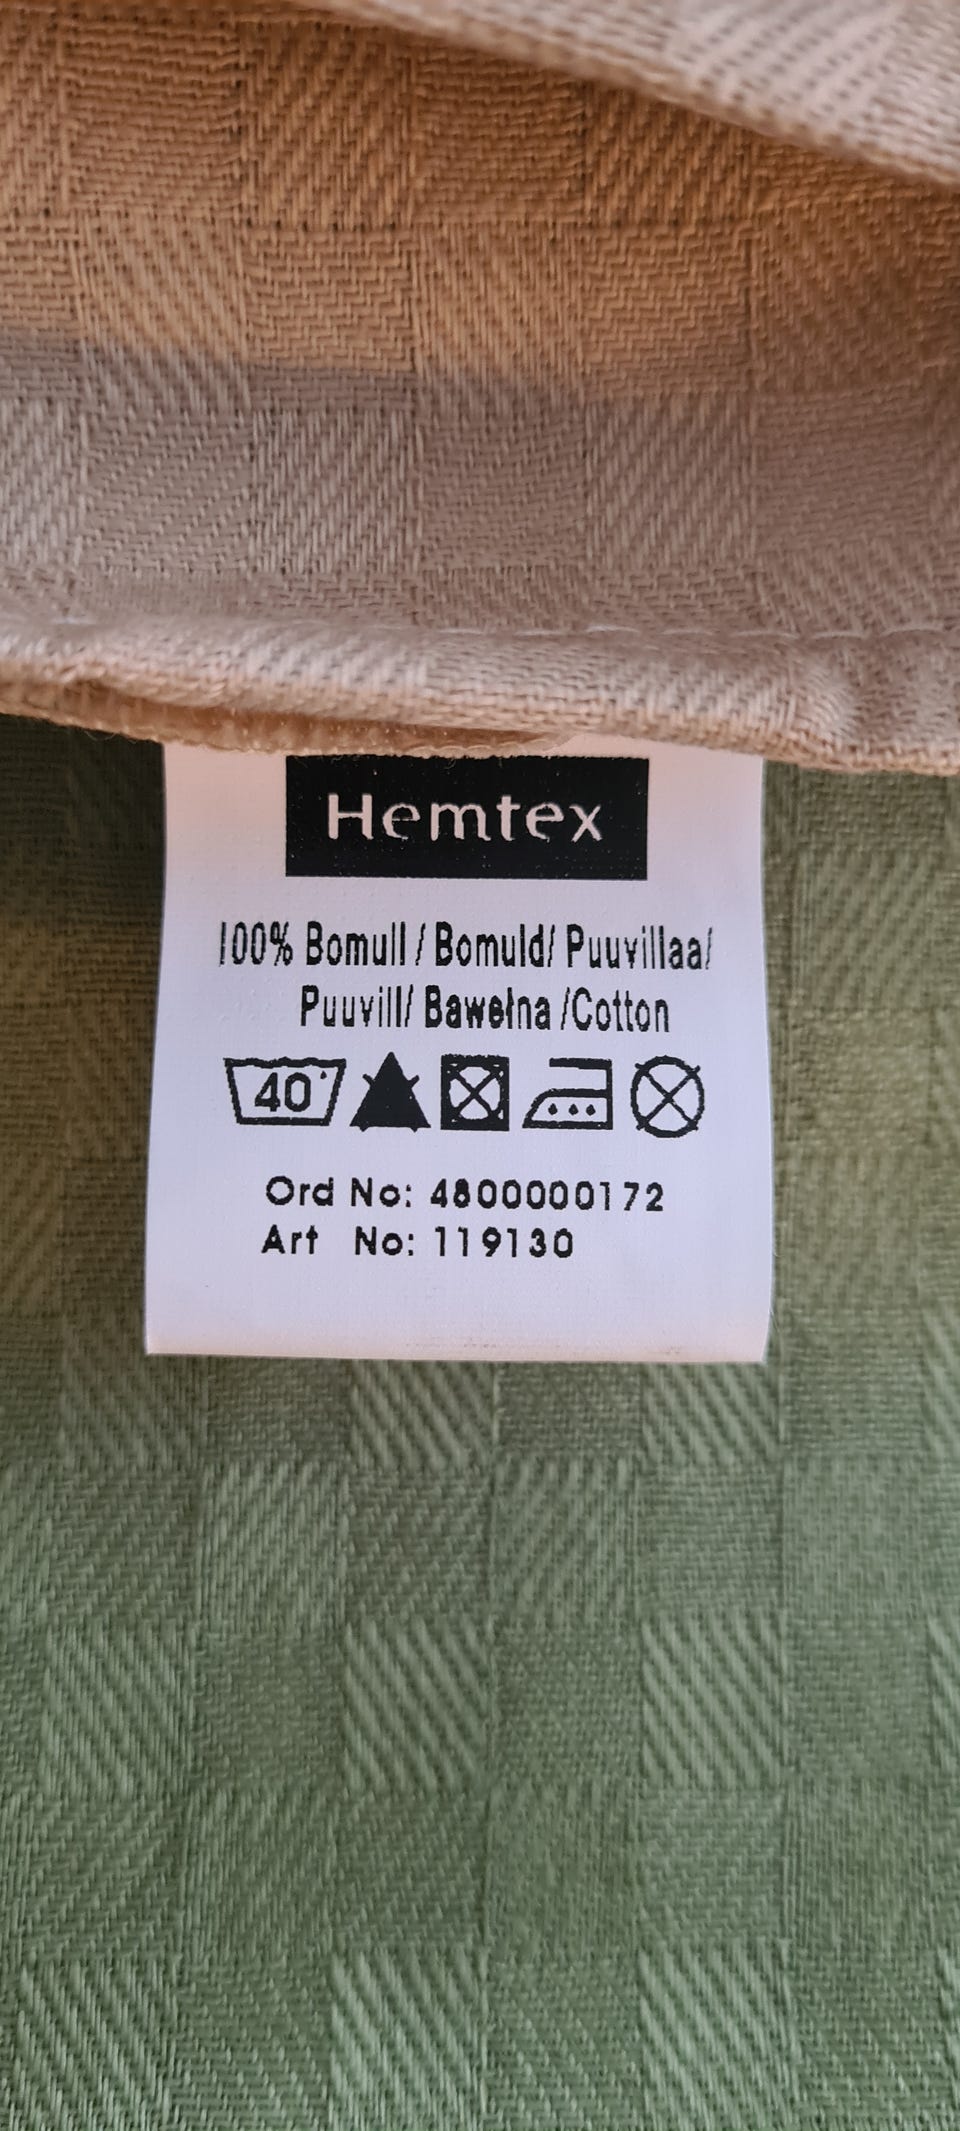 Hemtex
100% Bomull / Bomuld/ Puuvillaa/
Puuvill/ Bawełna /Cotton
40°
Ord No: 4800000172
Art No: 119130